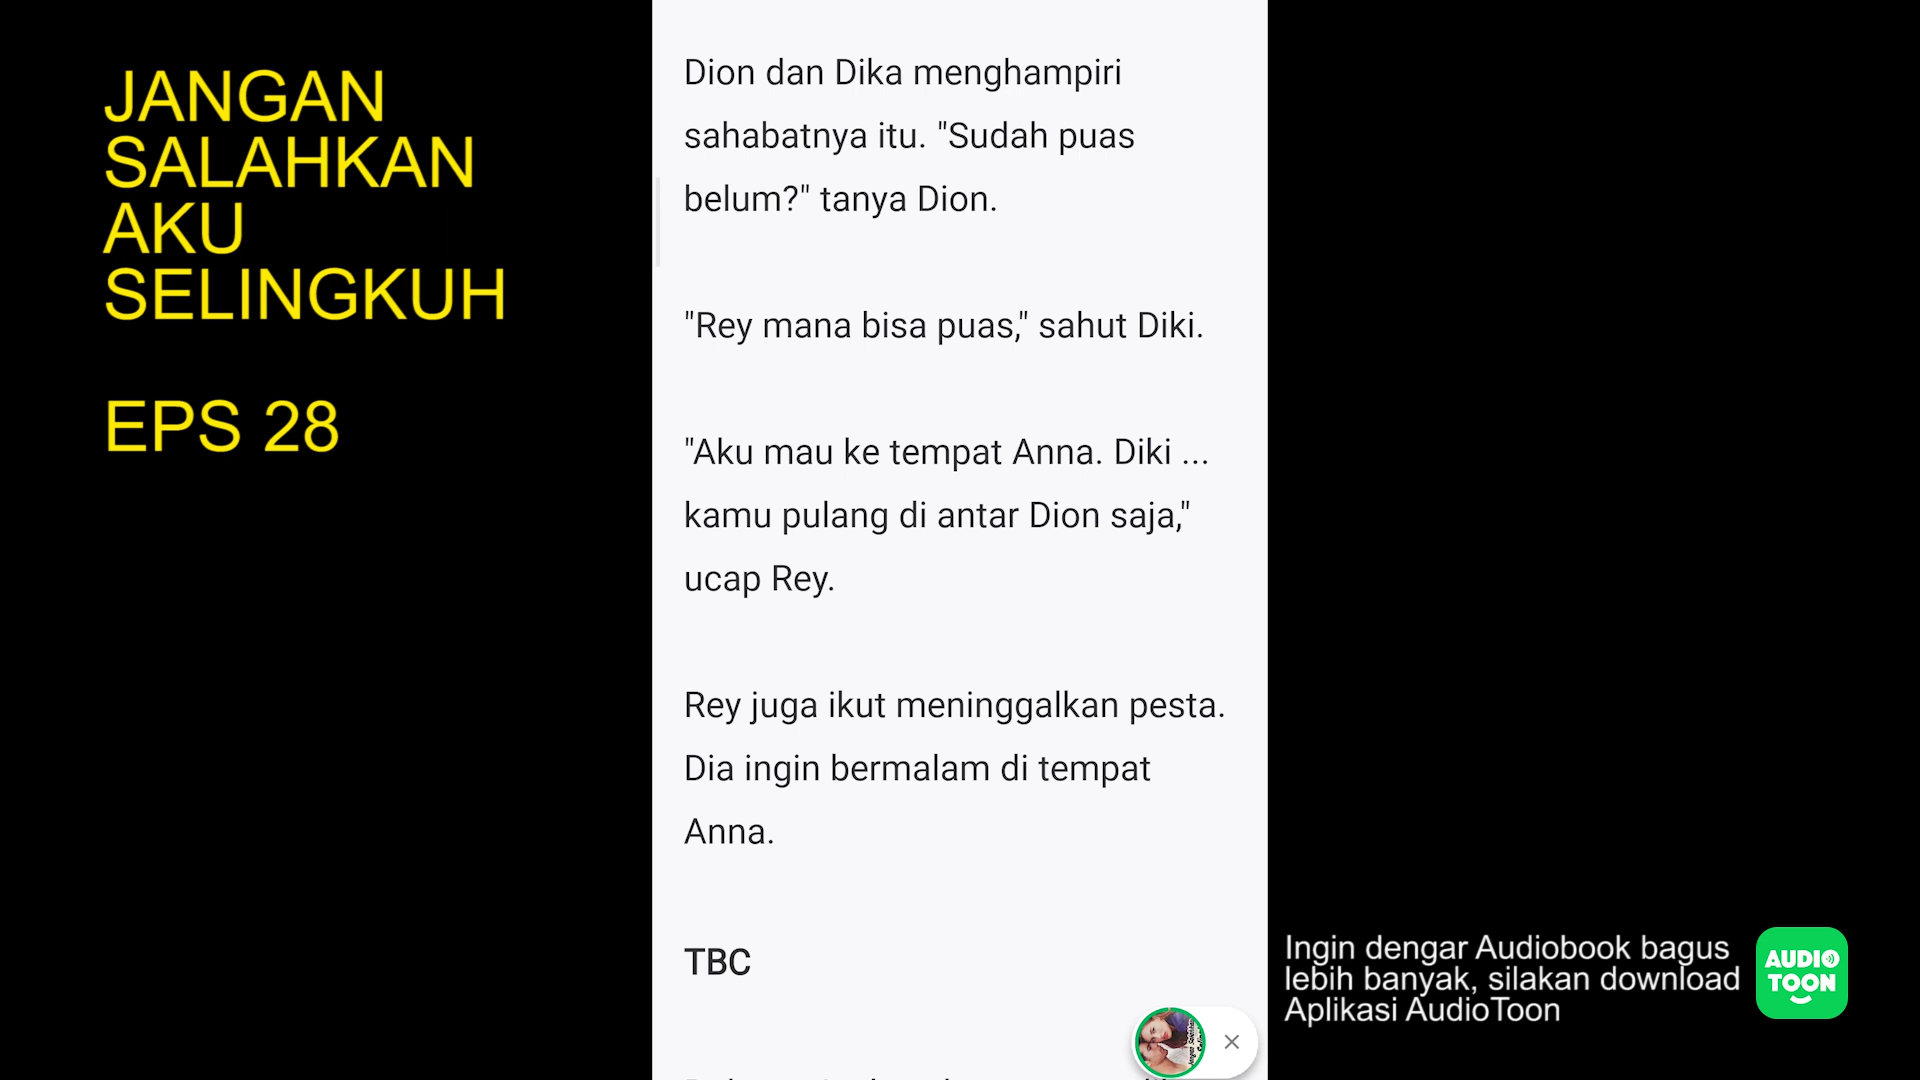 JANGAN
SALAHKAN
AKU
SELINGKUH
EPS 28
Dion dan Dika menghampiri
sahabatnya itu. "Sudah puas
belum?" tanya Dion.
"Rey mana bisa puas," sahut Diki.
"Aku mau ke tempat Anna. Diki ...
kamu pulang di antar Dion saja,"
ucap Rey.
Rey juga ikut meninggalkan pesta.
Dia ingin bermalam di tempat
Anna.
TBC
Ingin dengar Audiobook bagus
lebih banyak, silakan download
Aplikasi AudioToon
AUDIO
TOON